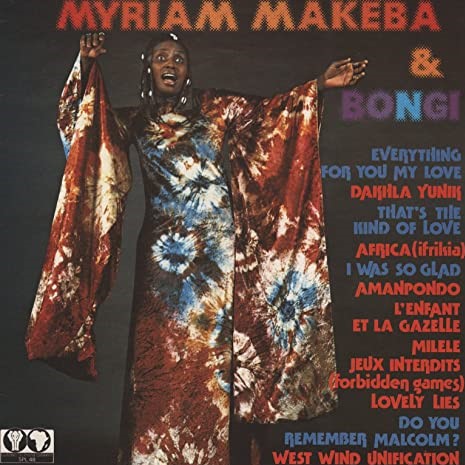 MYRIAM MAKEBA
&
BONGI
EVERYTHING
FOR YOU MY LOVE
DAKHLA YUNIK
THAT'S THE
KIND OF LOVE
AFRICA (ifrikia)
I WAS SO GLAD
AMANPONDO
L'ENFANT
ET LA GAZELLE
MILELE
JEUX INTERDITS
(forbidden games)
LOVELY LIES
DO YOU
REMEMBER MALCOLM?
WEST WIND UNIFICATION